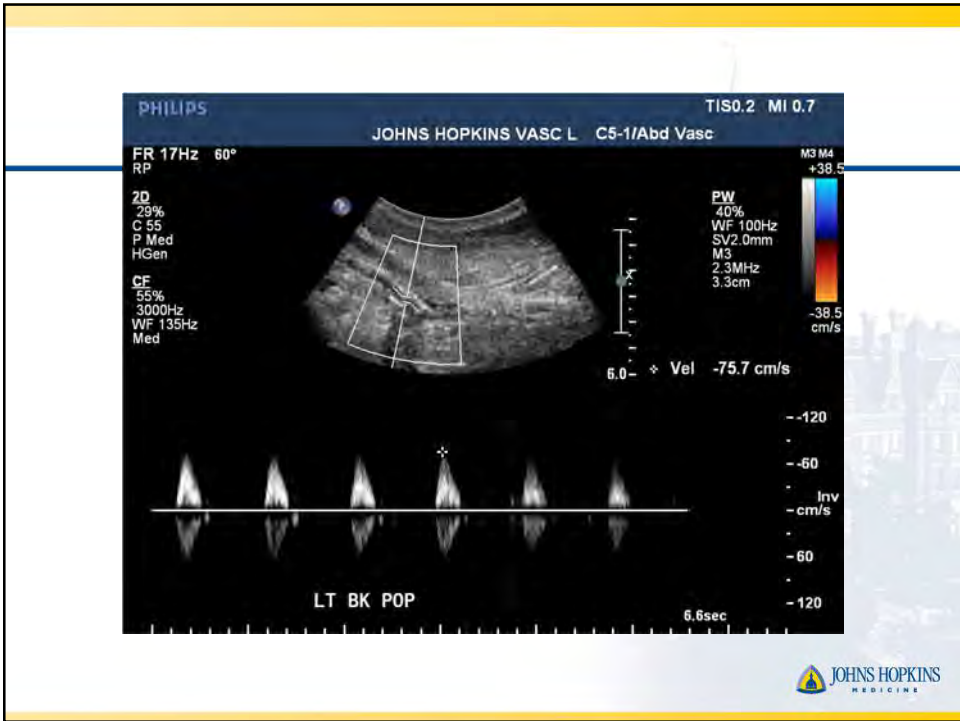 PHILIPS
TIS0.2 MI 0.7
JOHNS HOPKINS VASC L C5-1/Abd Vasc
FR 17Hz 60°
RP
2D
29%
C 55
P Med
HGen
CF
55%
3000Hz
WF 135Hz
Med
M3 M4
+38.5
-38.5
cm/s
PW
40%
WF 100Hz
SV2.0mm
M3
2.3MHz
3.3cm
x
6.0
Vel -75.7 cm/s
-120
-60
Inv
cm/s
60
120
LT BK POP
6.6sec
JOHNS HOPKINS
MEDICINE